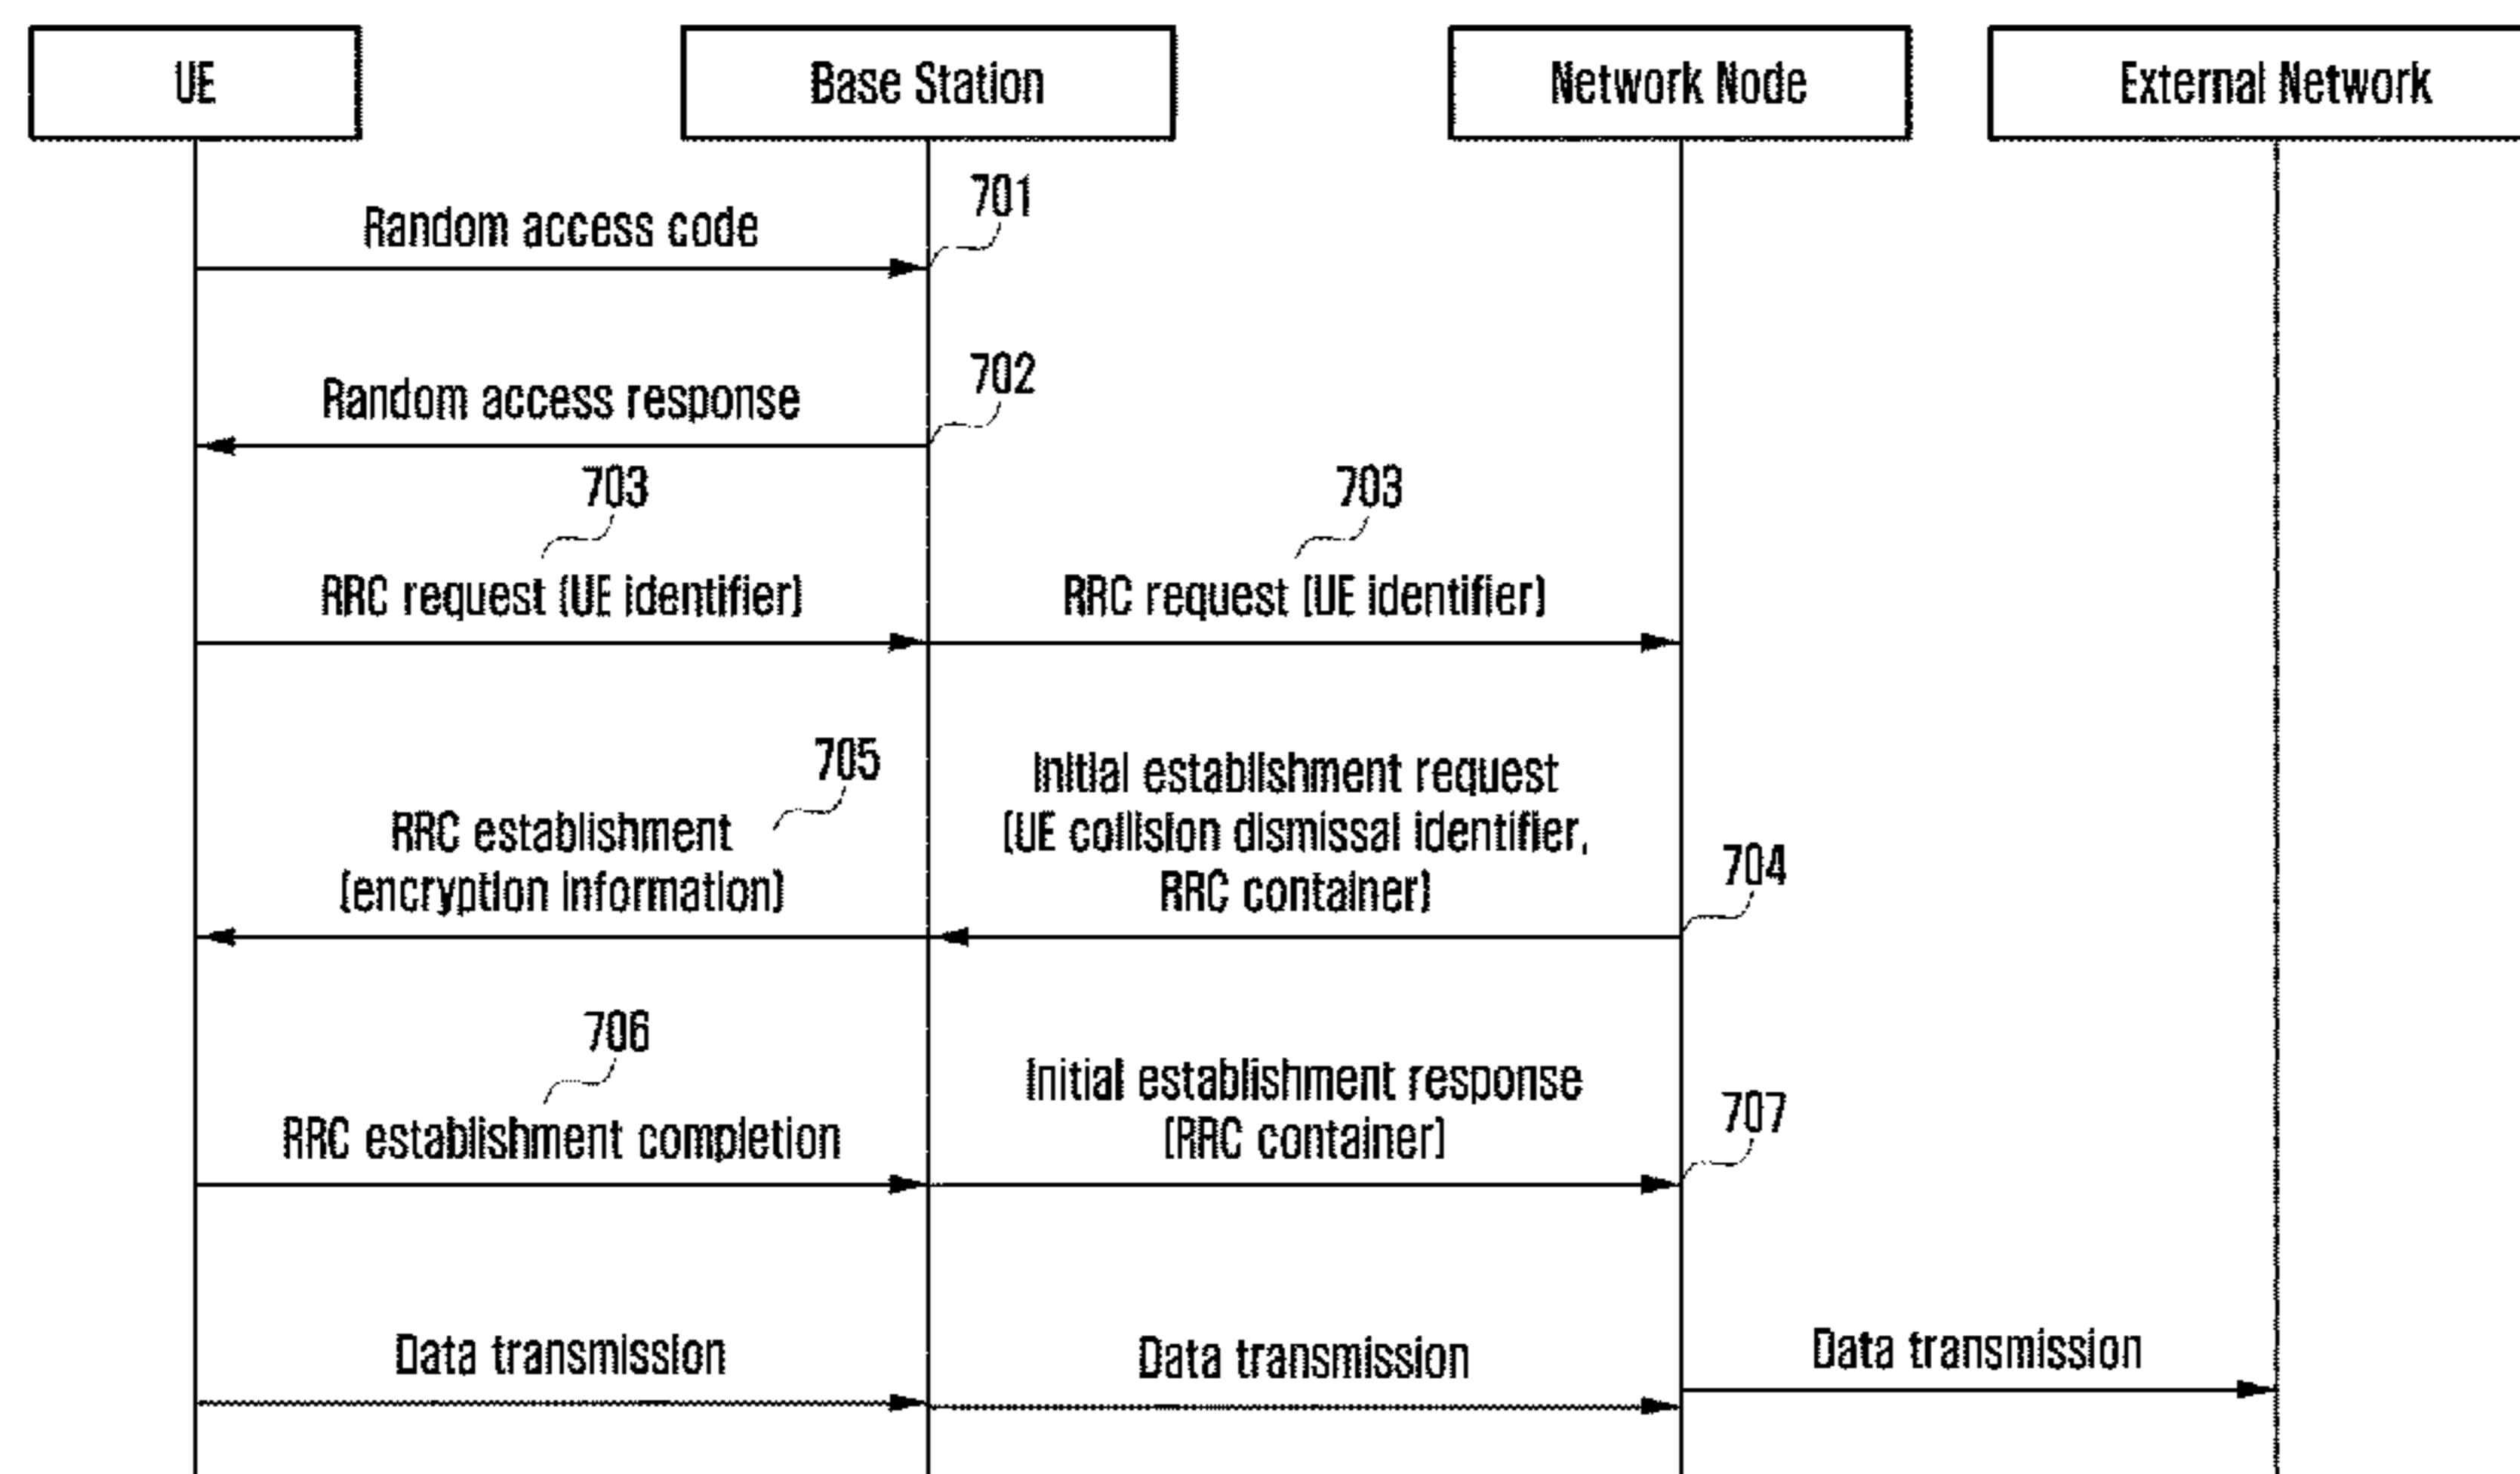 UE
Base Station
Network Node
External Network
701
Random access code
702
Random access response
703
703
RRC request (UE identifier)
RRC request (UE identifier)
705
Initial establishment request
RRC establishment
(UE collision dismissal identifier,
704
(encryption information)
RRC container)
706
Initial establishment response
707
RRC establishment completion
(RRC container)
Data transmission
Data transmission
Data transmission